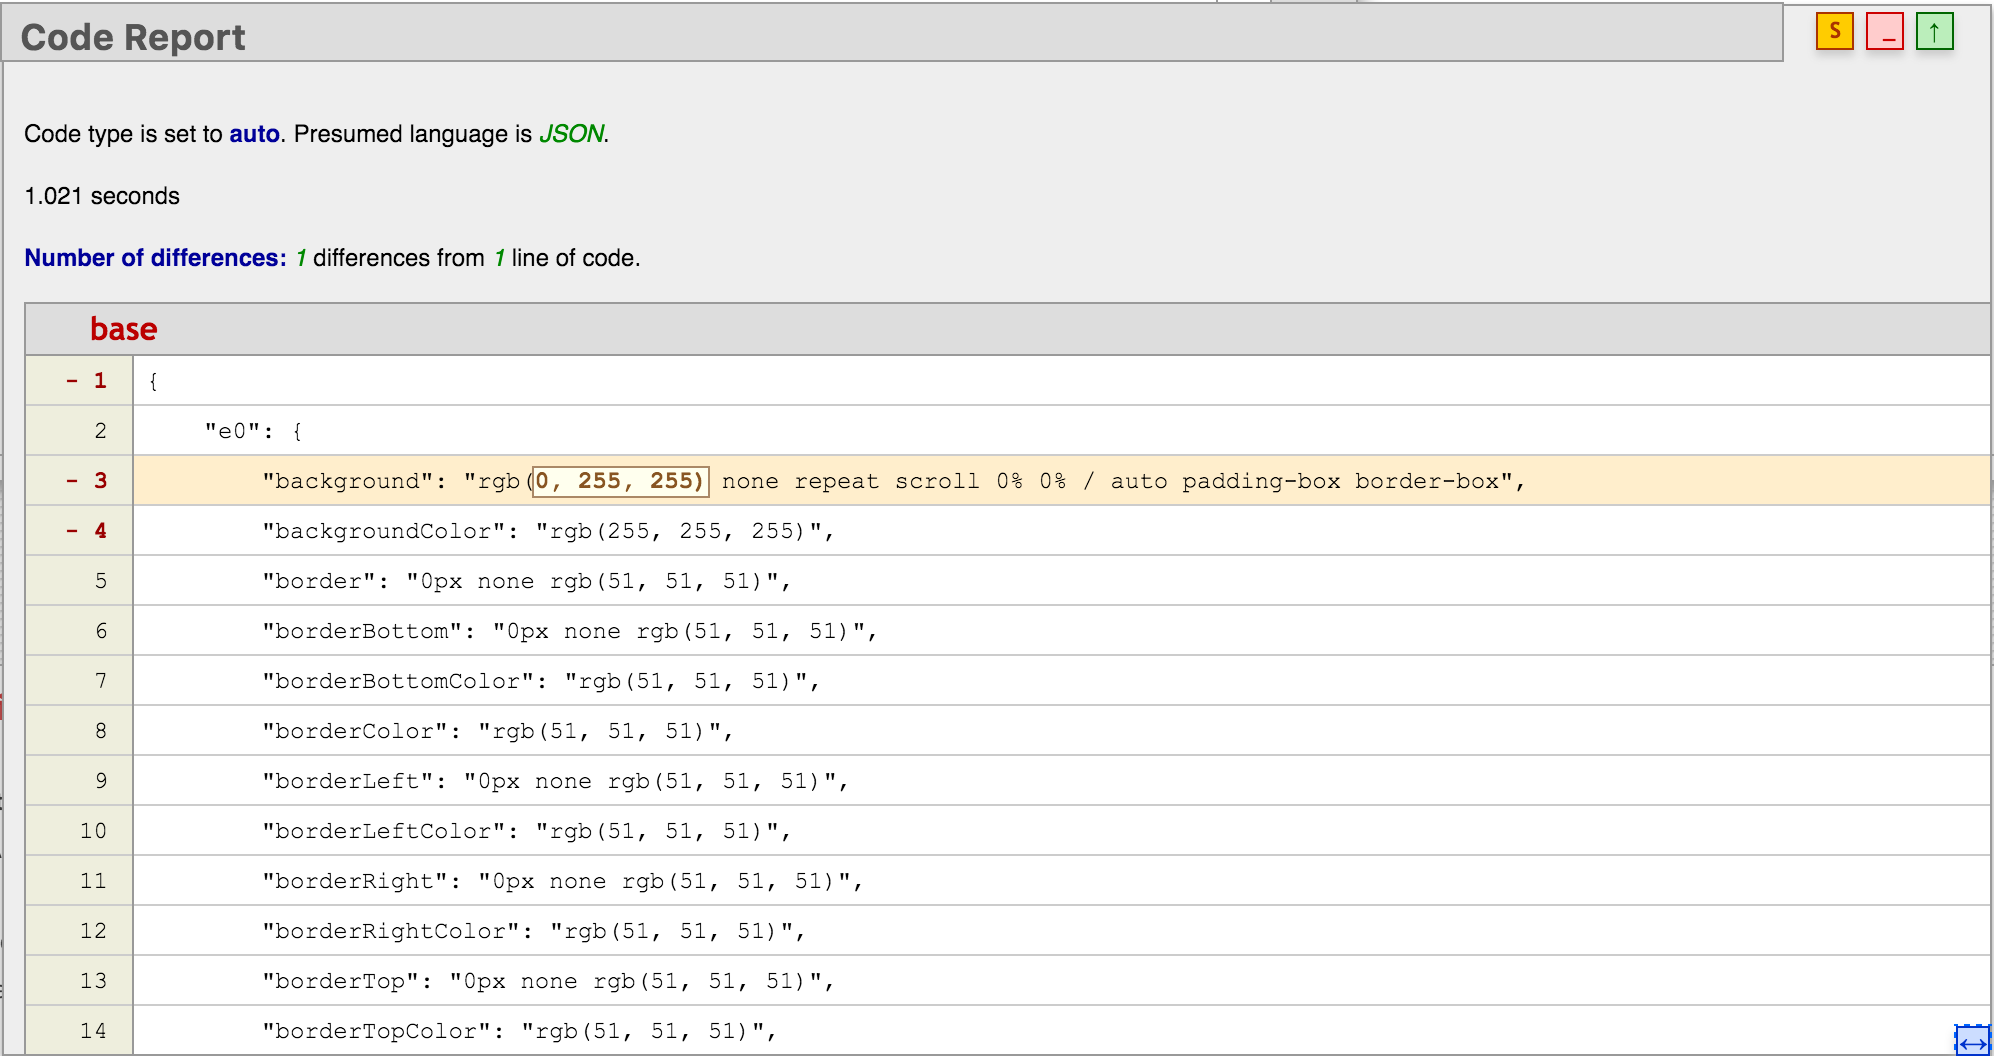 Code Report
S _ ↑
Code type is set to auto. Presumed language is JSON.
1.021 seconds
Number of differences: 1 differences from 1 line of code.
base
- 1 {
2 "e0": {
- 3 "background": "rgb(0, 255, 255) none repeat scroll 0% 0% / auto padding-box border-box",
- 4 "backgroundColor": "rgb(255, 255, 255)",
5 "border": "0px none rgb(51, 51, 51)",
6 "borderBottom": "0px none rgb(51, 51, 51)",
7 "borderBottomColor": "rgb(51, 51, 51)",
8 "borderColor": "rgb(51, 51, 51)",
9 "borderLeft": "0px none rgb(51, 51, 51)",
10 "borderLeftColor": "rgb(51, 51, 51)",
11 "borderRight": "0px none rgb(51, 51, 51)",
12 "borderRightColor": "rgb(51, 51, 51)",
13 "borderTop": "0px none rgb(51, 51, 51)",
14 "borderTopColor": "rgb(51, 51, 51)",
↔